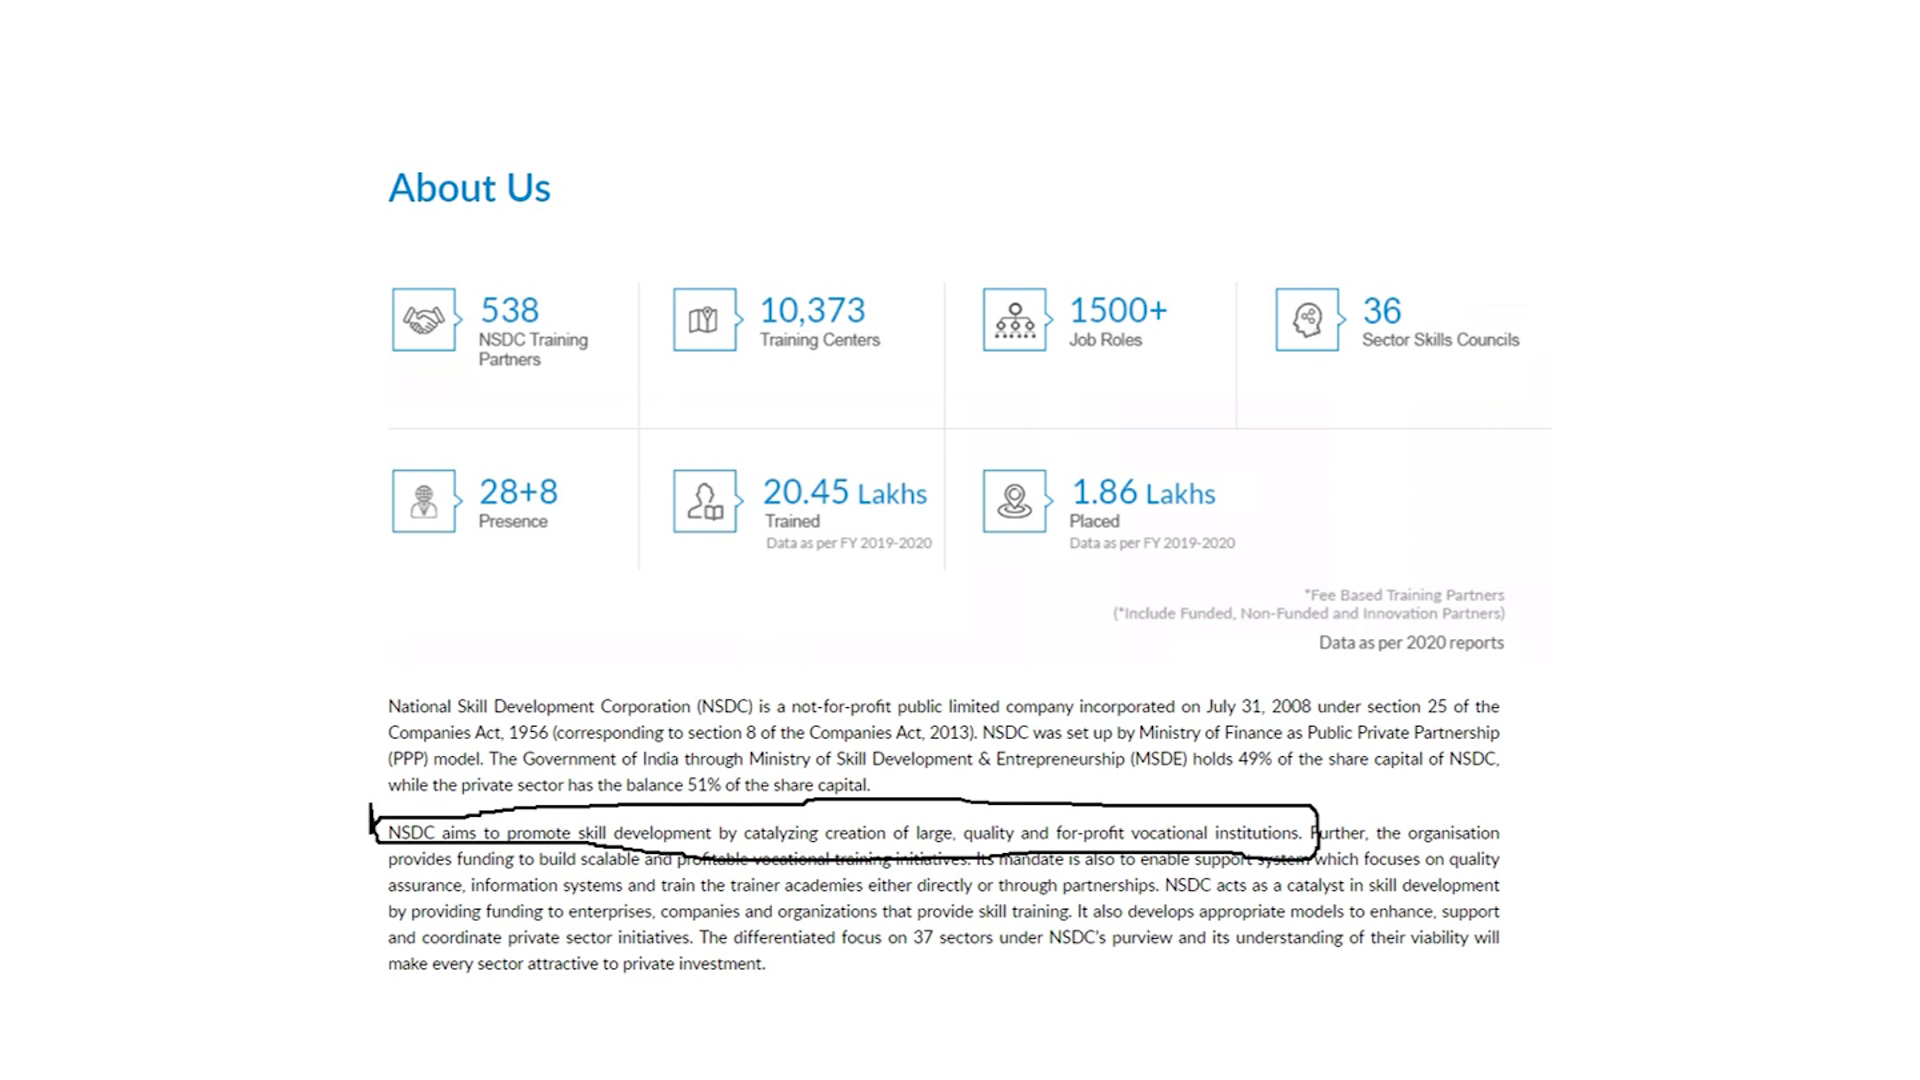 About Us
538
NSDC Training
Partners
10,373
Training Centers
1500+
Job Roles
36
Sector Skills Councils
28+8
Presence
20.45 Lakhs
Trained
Data as per FY 2019-2020
1.86 Lakhs
Placed
Data as per FY 2019-2020
*Fee Based Training Partners
(*Include Funded, Non-Funded and Innovation Partners)
Data as per 2020 reports
National Skill Development Corporation (NSDC) is a not-for-profit public limited company incorporated on July 31, 2008 under section 25 of the
Companies Act, 1956 (corresponding to section 8 of the Companies Act, 2013). NSDC was set up by Ministry of Finance as Public Private Partnership
(PPP) model. The Government of India through Ministry of Skill Development & Entrepreneurship (MSDE) holds 49% of the share capital of NSDC,
while the private sector has the balance 51% of the share capital.
NSDC aims to promote skill development by catalyzing creation of large, quality and for-profit vocational institutions. Further, the organisation
provides funding to build scalable and profitable vocational training initiatives. Its mandate is also to enable support system which focuses on quality
assurance, information systems and train the trainer academies either directly or through partnerships. NSDC acts as a catalyst in skill development
by providing funding to enterprises, companies and organizations that provide skill training. It also develops appropriate models to enhance, support
and coordinate private sector initiatives. The differentiated focus on 37 sectors under NSDC's purview and its understanding of their viability will
make every sector attractive to private investment.